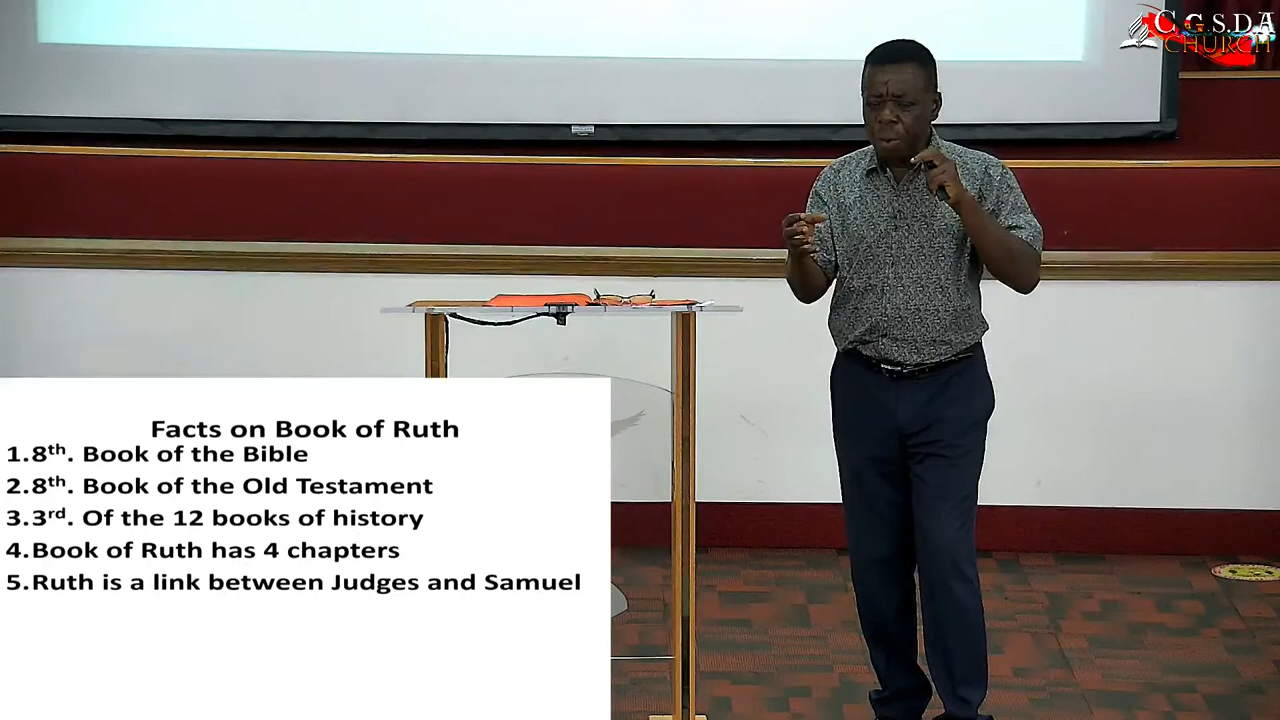 C G.S.D.A
CHURCH
Facts on Book of Ruth
1.8th. Book of the Bible
2.8th. Book of the Old Testament
3.3rd. Of the 12 books of history
4.Book of Ruth has 4 chapters
5.Ruth is a link between Judges and Samuel